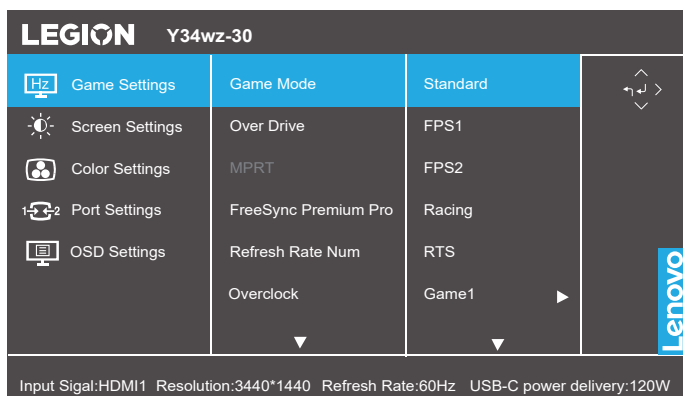 LEGION Y34wz-30
Hz Game Settings Game Mode Standard
Screen Settings Over Drive FPS1
Color Settings MPRT FPS2
1 2 Port Settings FreeSync Premium Pro Racing
OSD Settings Refresh Rate Num RTS
Overclock Game1
Lenovo
Input Sigal:HDMI1 Resolution:3440*1440 Refresh Rate:60Hz USB-C power delivery:120W